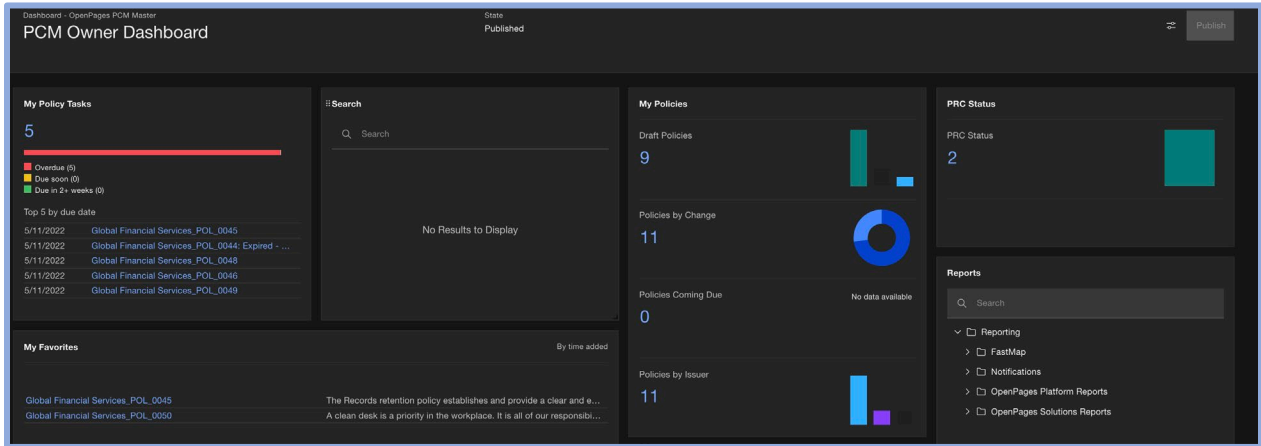 Dashboard - OpenPages PCM Master
PCM Owner Dashboard
State
Published
Publish
My Policy Tasks
5
Overdue (5)
Due soon (0)
Due in 2+ weeks (0)
Top 5 by due date
5/11/2022 Global Financial Services_POL_0045
5/11/2022 Global Financial Services_POL_0044: Expired - ...
5/11/2022 Global Financial Services_POL_0048
5/11/2022 Global Financial Services_POL_0046
5/11/2022 Global Financial Services_POL_0049
Search
Search
No Results to Display
My Favorites By time added
Global Financial Services_POL_0045 The Records retention policy establishes and provide a clear and e...
Global Financial Services_POL_0050 A clean desk is a priority in the workplace. It is all of our responsibi...
My Policies
Draft Policies
9
Policies by Change
11
Policies Coming Due
No data available
0
Policies by Issuer
11
PRC Status
PRC Status
2
Reports
Search
Reporting
FastMap
Notifications
OpenPages Platform Reports
OpenPages Solutions Reports